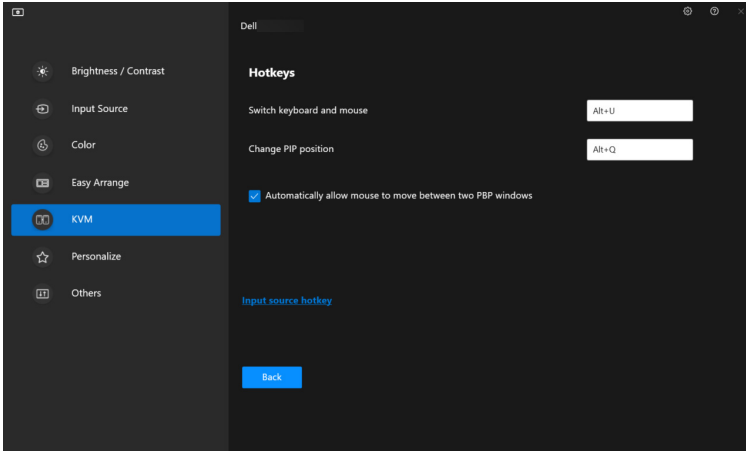 Dell
Brightness / Contrast
Input Source
Color
Easy Arrange
KVM
Personalize
Others
Hotkeys
Switch keyboard and mouse
Alt+U
Change PIP position
Alt+Q
Automatically allow mouse to move between two PBP windows
Input source hotkey
Back